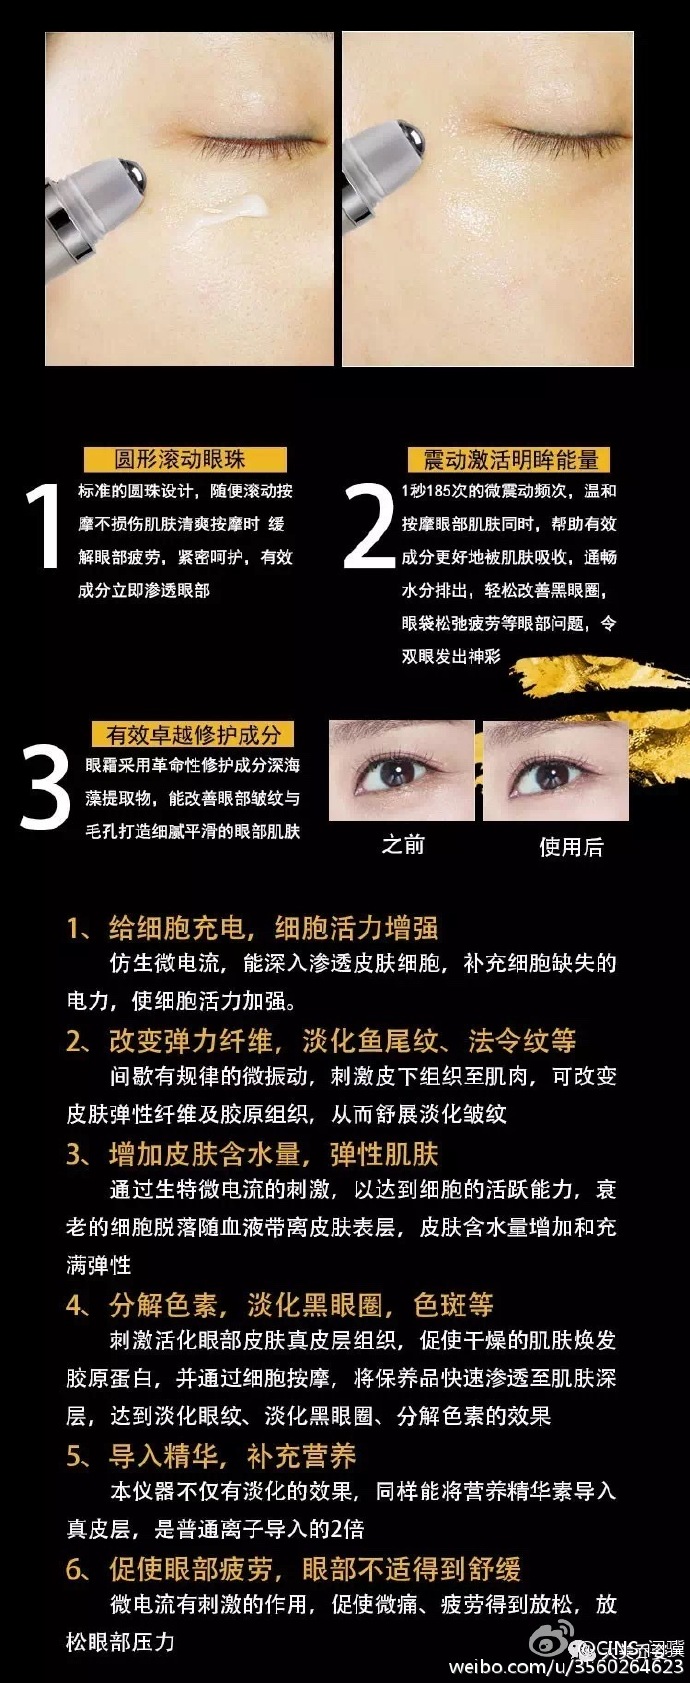 圆形滚动眼珠
1
标准的圆珠设计，随便滚动按
摩不损伤肌肤清爽按摩时 缓
解眼部疲劳，紧密呵护，有效
成分立即渗透眼部
震动激活明眸能量
2
1秒185次的微震动频次，温和
按摩眼部肌肤同时，帮助有效
成分更好地被肌肤吸收，通畅
水分排出，轻松改善黑眼圈，
眼袋松弛疲劳等眼部问题，令
双眼发出神彩
有效卓越修护成分
3
眼霜采用革命性修护成分深海
藻提取物，能改善眼部皱纹与
毛孔打造细腻平滑的眼部肌肤
之前
使用后
1、给细胞充电，细胞活力增强
仿生微电流，能深入渗透皮肤细胞，补充细胞缺失的
电力，使细胞活力加强。
2、改变弹力纤维，淡化鱼尾纹、法令纹等
间歇有规律的微振动，刺激皮下组织至肌肉，可改变
皮肤弹性纤维及胶原组织，从而舒展淡化皱纹
3、增加皮肤含水量，弹性肌肤
通过生特微电流的刺激，以达到细胞的活跃能力，衰
老的细胞脱落随血液带离皮肤表层，皮肤含水量增加和充
满弹性
4、分解色素，淡化黑眼圈，色斑等
刺激活化眼部皮肤真皮层组织，促使干燥的肌肤焕发
胶原蛋白，并通过细胞按摩，将保养品快速渗透至肌肤深
层，达到淡化眼纹、淡化黑眼圈、分解色素的效果
5、导入精华，补充营养
本仪器不仅有淡化的效果，同样能将营养精华素导入
真皮层，是普通离子导入的2倍
6、促使眼部疲劳，眼部不适得到舒缓
微电流有刺激的作用，促使微痛、疲劳得到放松，放
松眼部压力
weibo.com/u/3560264623